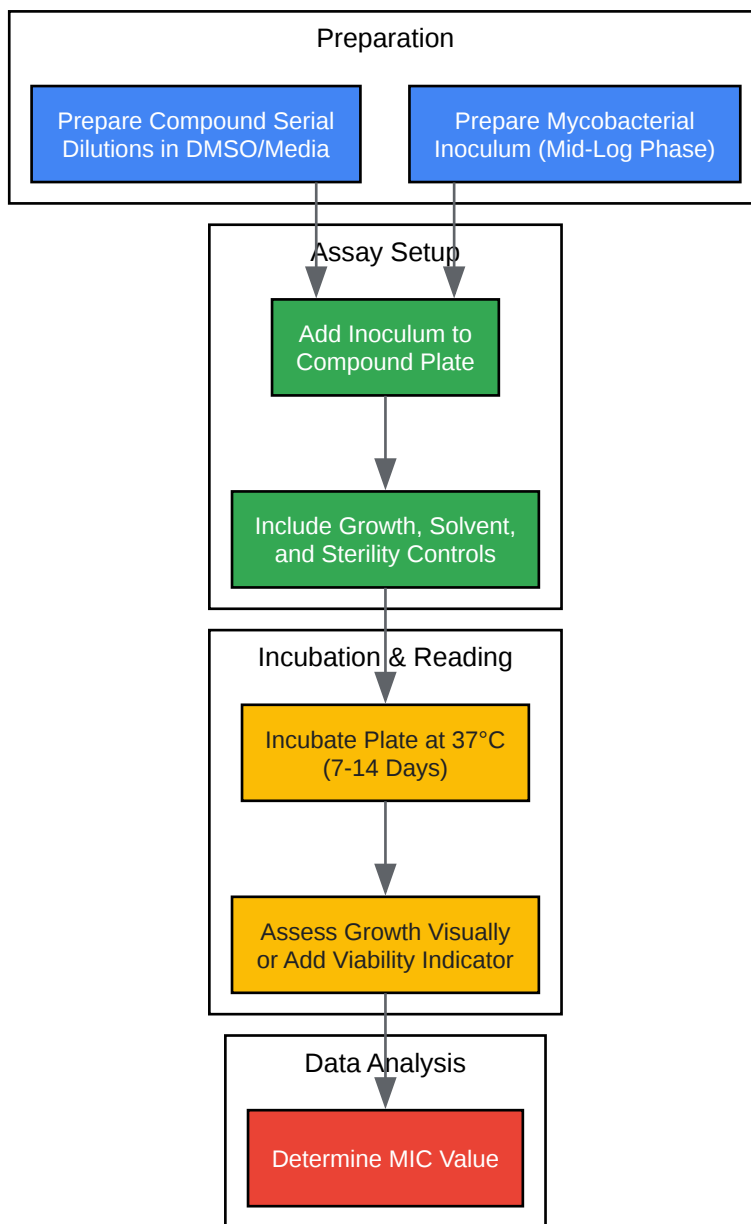 Preparation
Prepare Compound Serial
Dilutions in DMSO/Media
Prepare Mycobacterial
Inoculum (Mid-Log Phase)
Assay Setup
Add Inoculum to
Compound Plate
Include Growth, Solvent,
and Sterility Controls
Incubation & Reading
Incubate Plate at 37°C
(7-14 Days)
Assess Growth Visually
or Add Viability Indicator
Data Analysis
Determine MIC Value